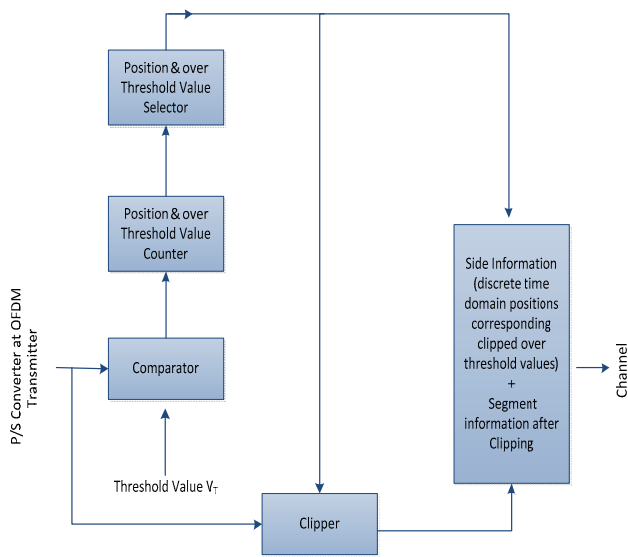 Position & over
Threshold Value
Selector
Position & over
Threshold Value
Counter
P/S Converter at OFDM
Transmitter
Comparator
Threshold Value VT
Clipper
Side Information
(discrete time
domain positions
corresponding
clipped over
threshold values)
+
Segment
information after
Clipping
Channel